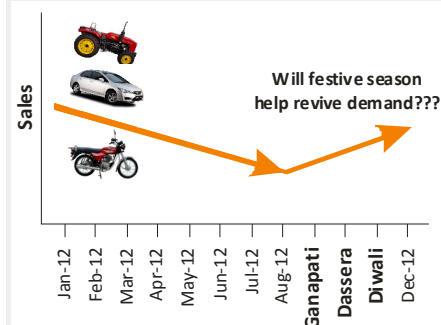 Sales
Will festive season
help revive demand???
Jan-12
Feb-12
Mar-12
Apr-12
May-12
Jun-12
Jul-12
Aug-12
Ganapati
Dassera
Diwali
Dec-12